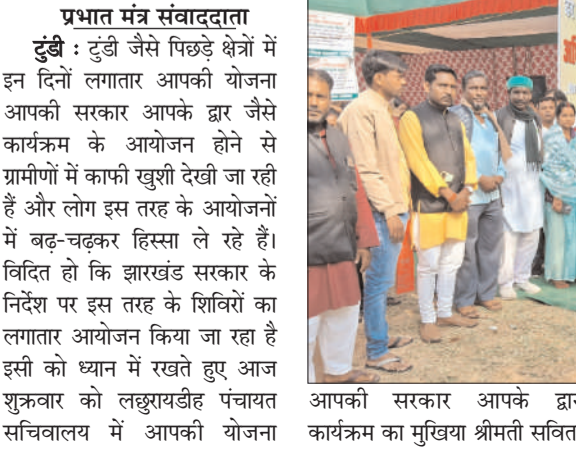 प्रभात मंत्र संवाददाता
टुंडी : टुंडी जैसे पिछड़े क्षेत्रों में
इन दिनों लगातार आपकी योजना
आपकी सरकार आपके द्वार जैसे
कार्यक्रम के आयोजन होने से
ग्रामीणों में काफी खुशी देखी जा रही
हैं और लोग इस तरह के आयोजनों
में बढ़-चढ़कर हिस्सा ले रहे हैं।
विदित हो कि झारखंड सरकार के
निर्देश पर इस तरह के शिविरों का
लगातार आयोजन किया जा रहा है
इसी को ध्यान में रखते हुए आज
शुक्रवार को लछुरायडीह पंचायत
सचिवालय में आपकी योजना
आपकी सरकार आपके
कार्यक्रम का मुखिया श्रीमती